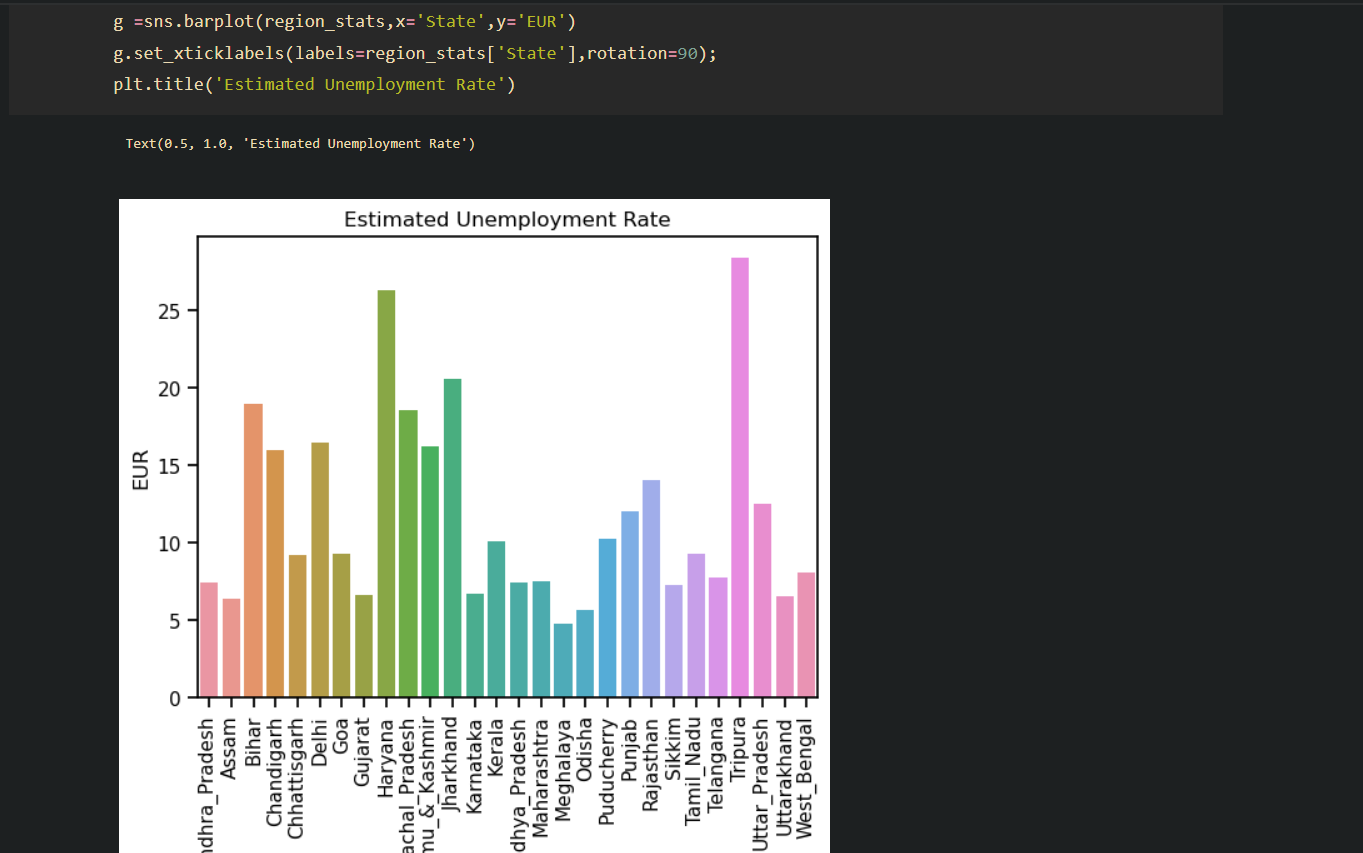 g =sns.barplot(region_stats,x='State',y='EUR')
g.set_xticklabels(labels=region_stats['State'],rotation=90);
plt.title('Estimated Unemployment Rate')
Text(0.5, 1.0, 'Estimated Unemployment Rate')
Estimated Unemployment Rate
EUR
25
20
15
10
5
0
ndhra_Pradesh
Assam
Bihar
Chandigarh
Chhattisgarh
Delhi
Goa
Gujarat
Haryana
achal_Pradesh
mu_&_Kashmir
Jharkhand
Karnataka
Kerala
dhya_Pradesh
Maharashtra
Meghalaya
Odisha
Puducherry
Punjab
Rajasthan
Sikkim
Tamil_Nadu
Telangana
Tripura
Uttar_Pradesh
Uttarakhand
West_Bengal